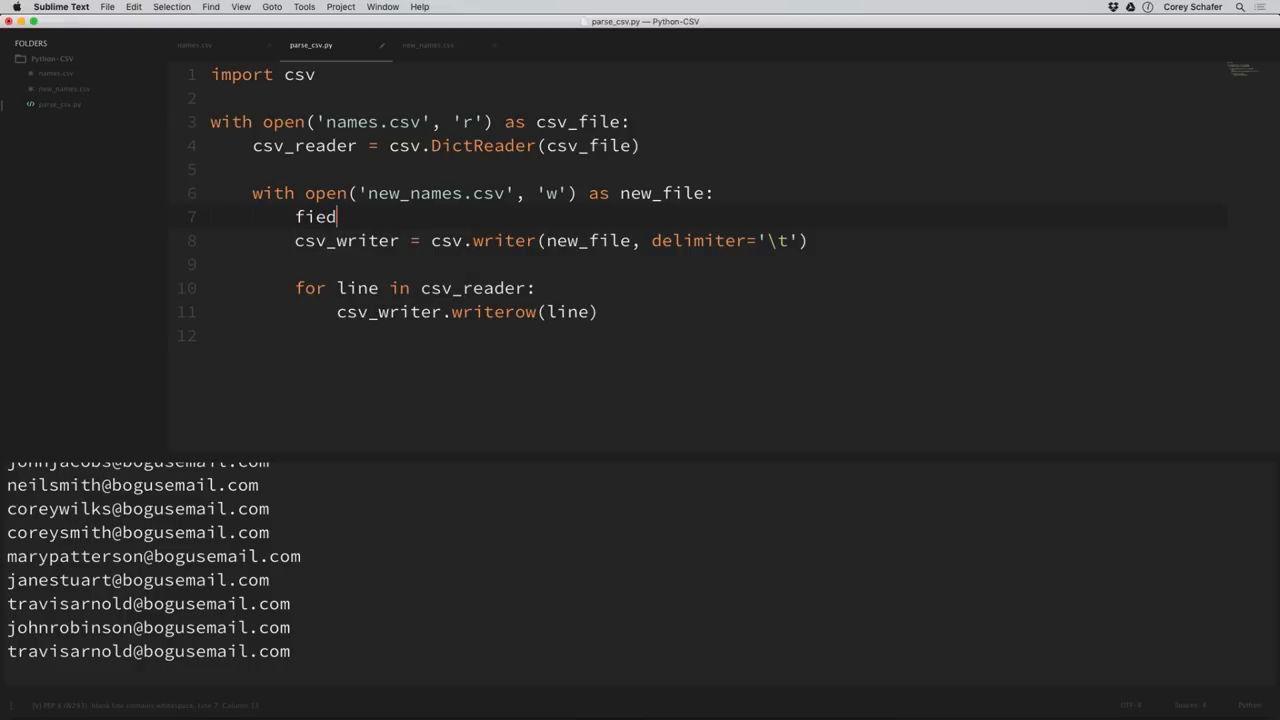 Sublime Text File Edit Selection Find View Goto Tools Project Window Help Corey Schafer
parse_csv.py — Python-CSV
FOLDERS
Python-CSV
names.csv
new_names.csv
parse_csv.py
names.csv parse_csv.py new_names.csv
1 import csv
2
3 with open('names.csv', 'r') as csv_file:
4 csv_reader = csv.DictReader(csv_file)
5
6 with open('new_names.csv', 'w') as new_file:
7 fied
8 csv_writer = csv.writer(new_file, delimiter='\t')
9
10 for line in csv_reader:
11 csv_writer.writerow(line)
12
johnjacobs@bogusemail.com
neilsmith@bogusemail.com
coreywilks@bogusemail.com
coreysmith@bogusemail.com
marypatterson@bogusemail.com
janestuart@bogusemail.com
travisarnold@bogusemail.com
johnrobinson@bogusemail.com
travisarnold@bogusemail.com
UTF-8 Spaces: 4 Python